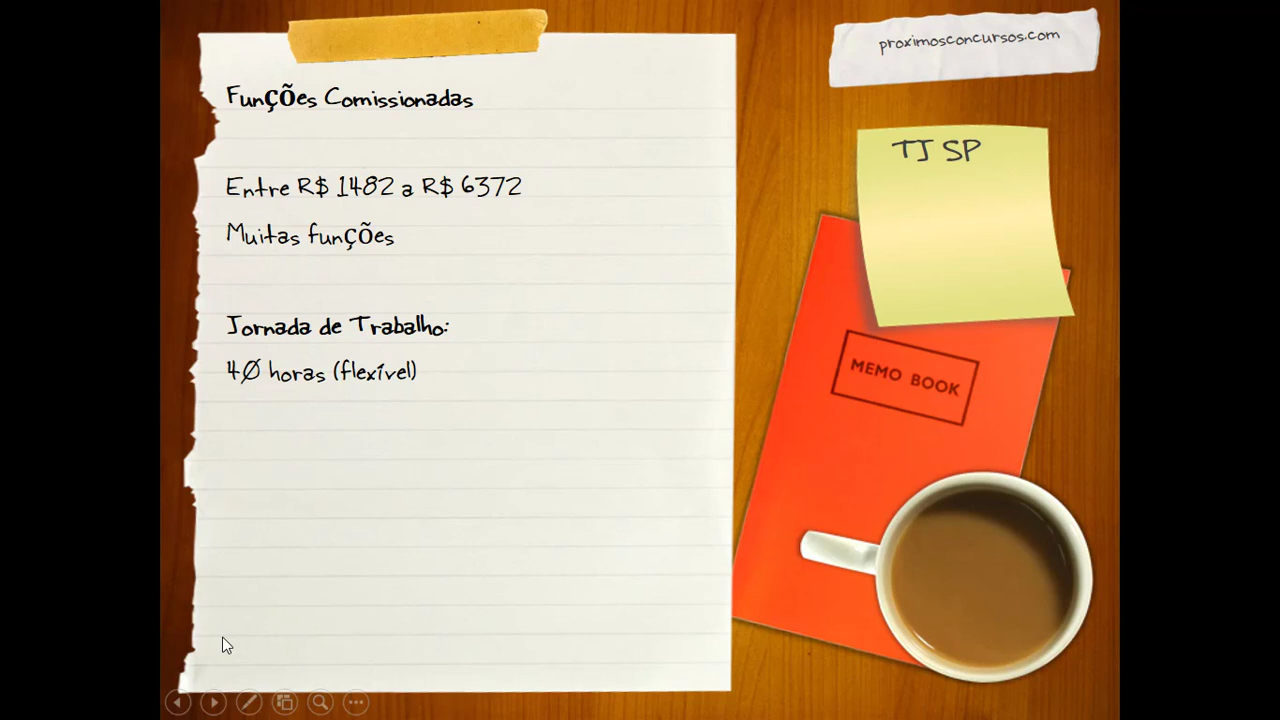 Funções Comissionadas
Entre R$ 1482 a R$ 6372
Muitas funções
Jornada de Trabalho:
40 horas (flexível)
proximosconcursos.com
TJ SP
MEMO BOOK